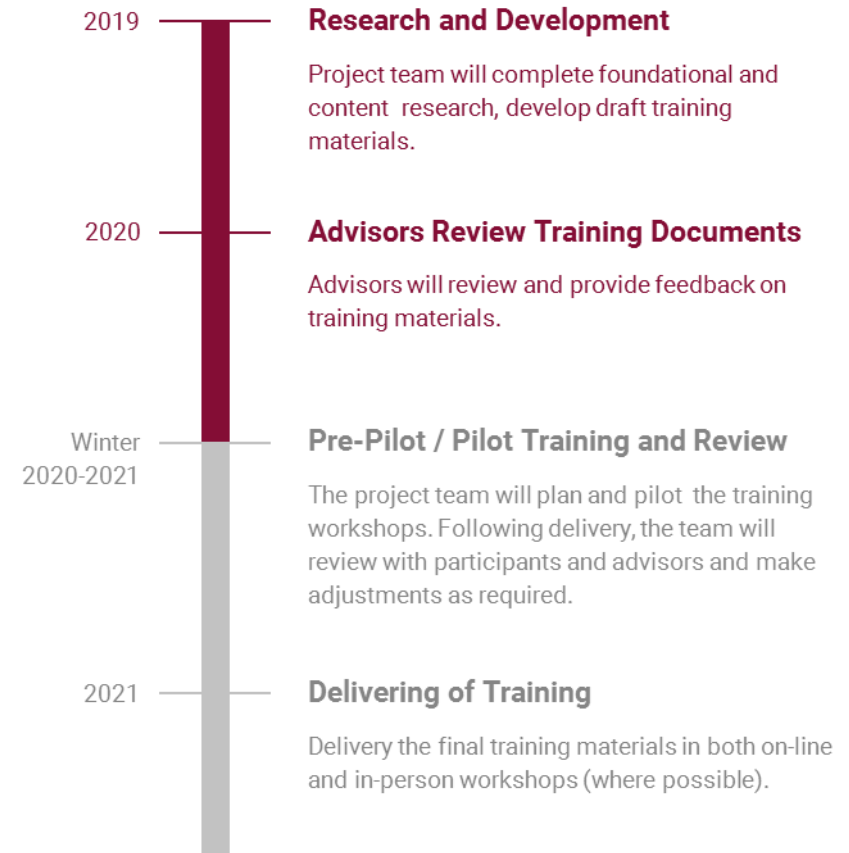 2019
Research and Development
Project team will complete foundational and
content research, develop draft training
materials.
2020
Advisors Review Training Documents
Advisors will review and provide feedback on
training materials.
Winter
2020-2021
Pre-Pilot / Pilot Training and Review
The project team will plan and pilot the training
workshops. Following delivery, the team will
review with participants and advisors and make
adjustments as required.
2021
Delivering of Training
Delivery the final training materials in both on-line
and in-person workshops (where possible).